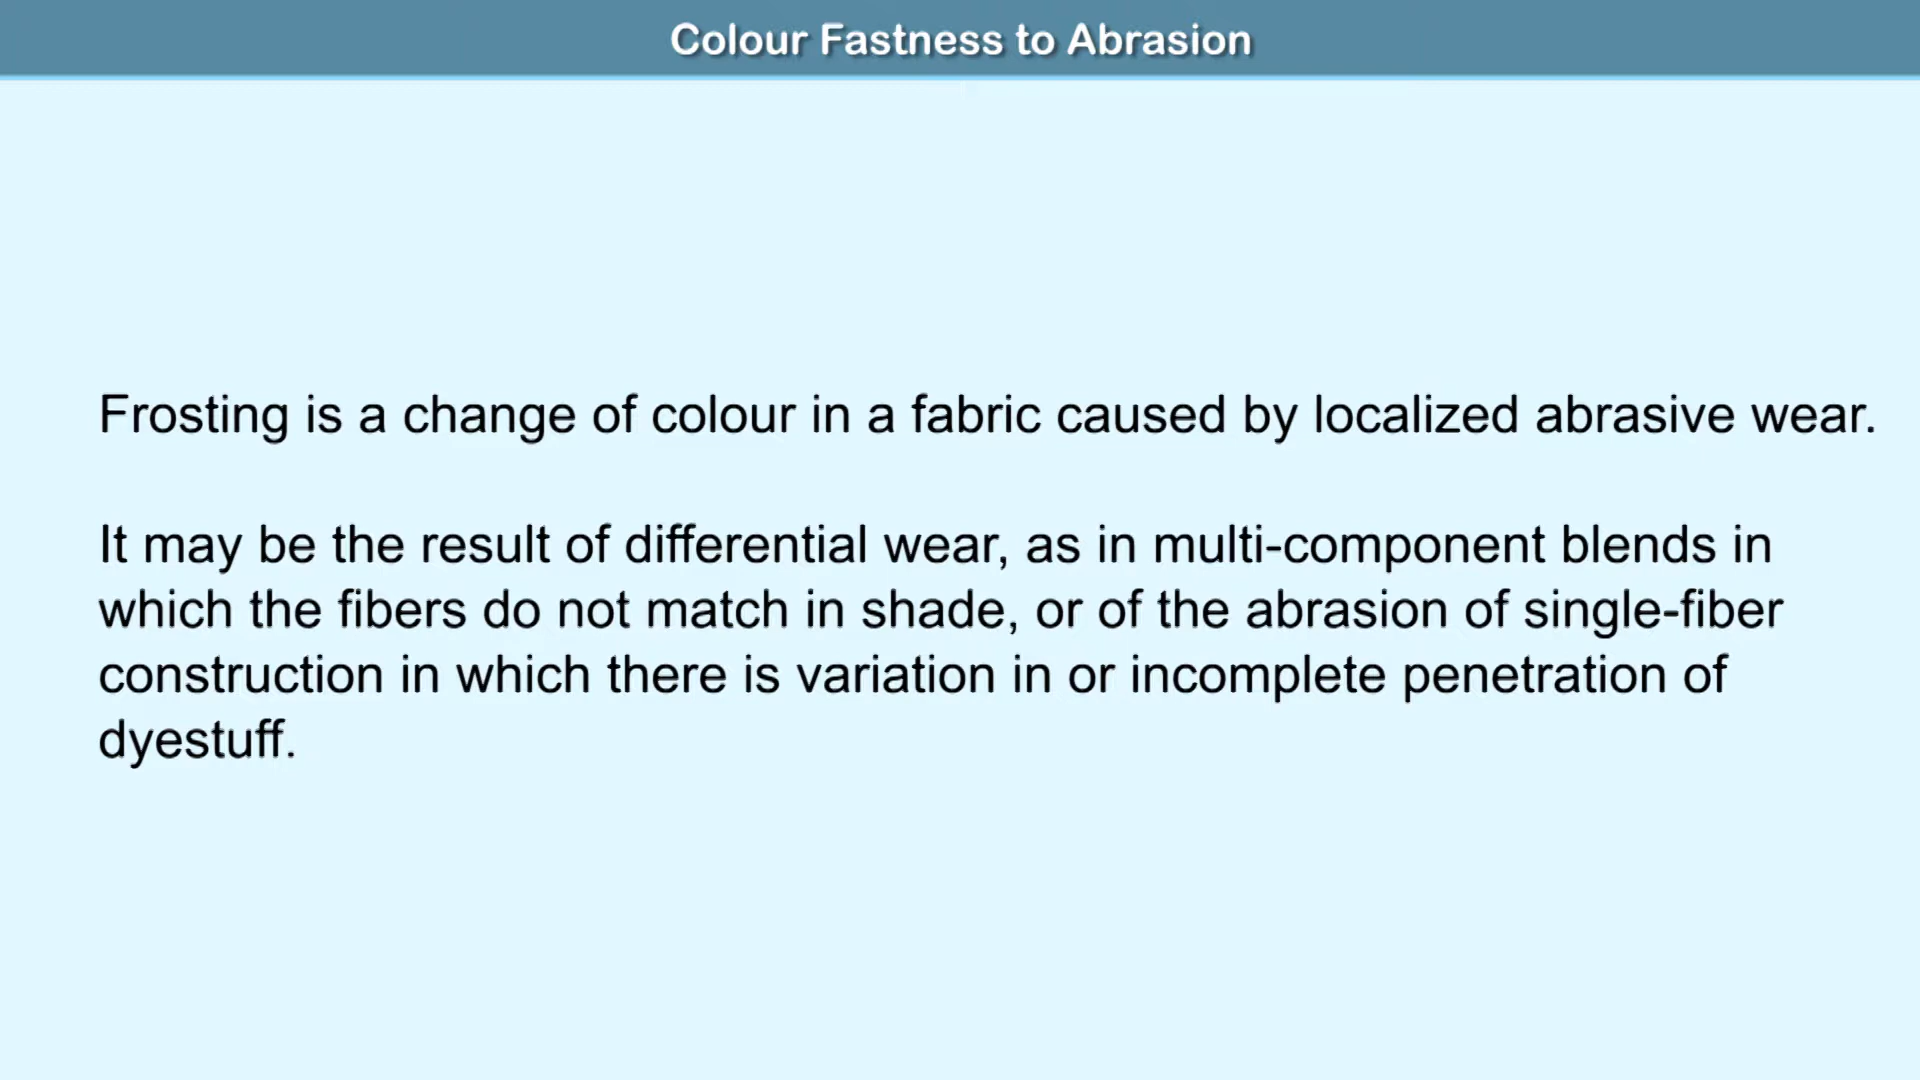 Colour Fastness to Abrasion
Frosting is a change of colour in a fabric caused by localized abrasive wear.
It may be the result of differential wear, as in multi-component blends in
which the fibers do not match in shade, or of the abrasion of single-fiber
construction in which there is variation in or incomplete penetration of
dyestuff.